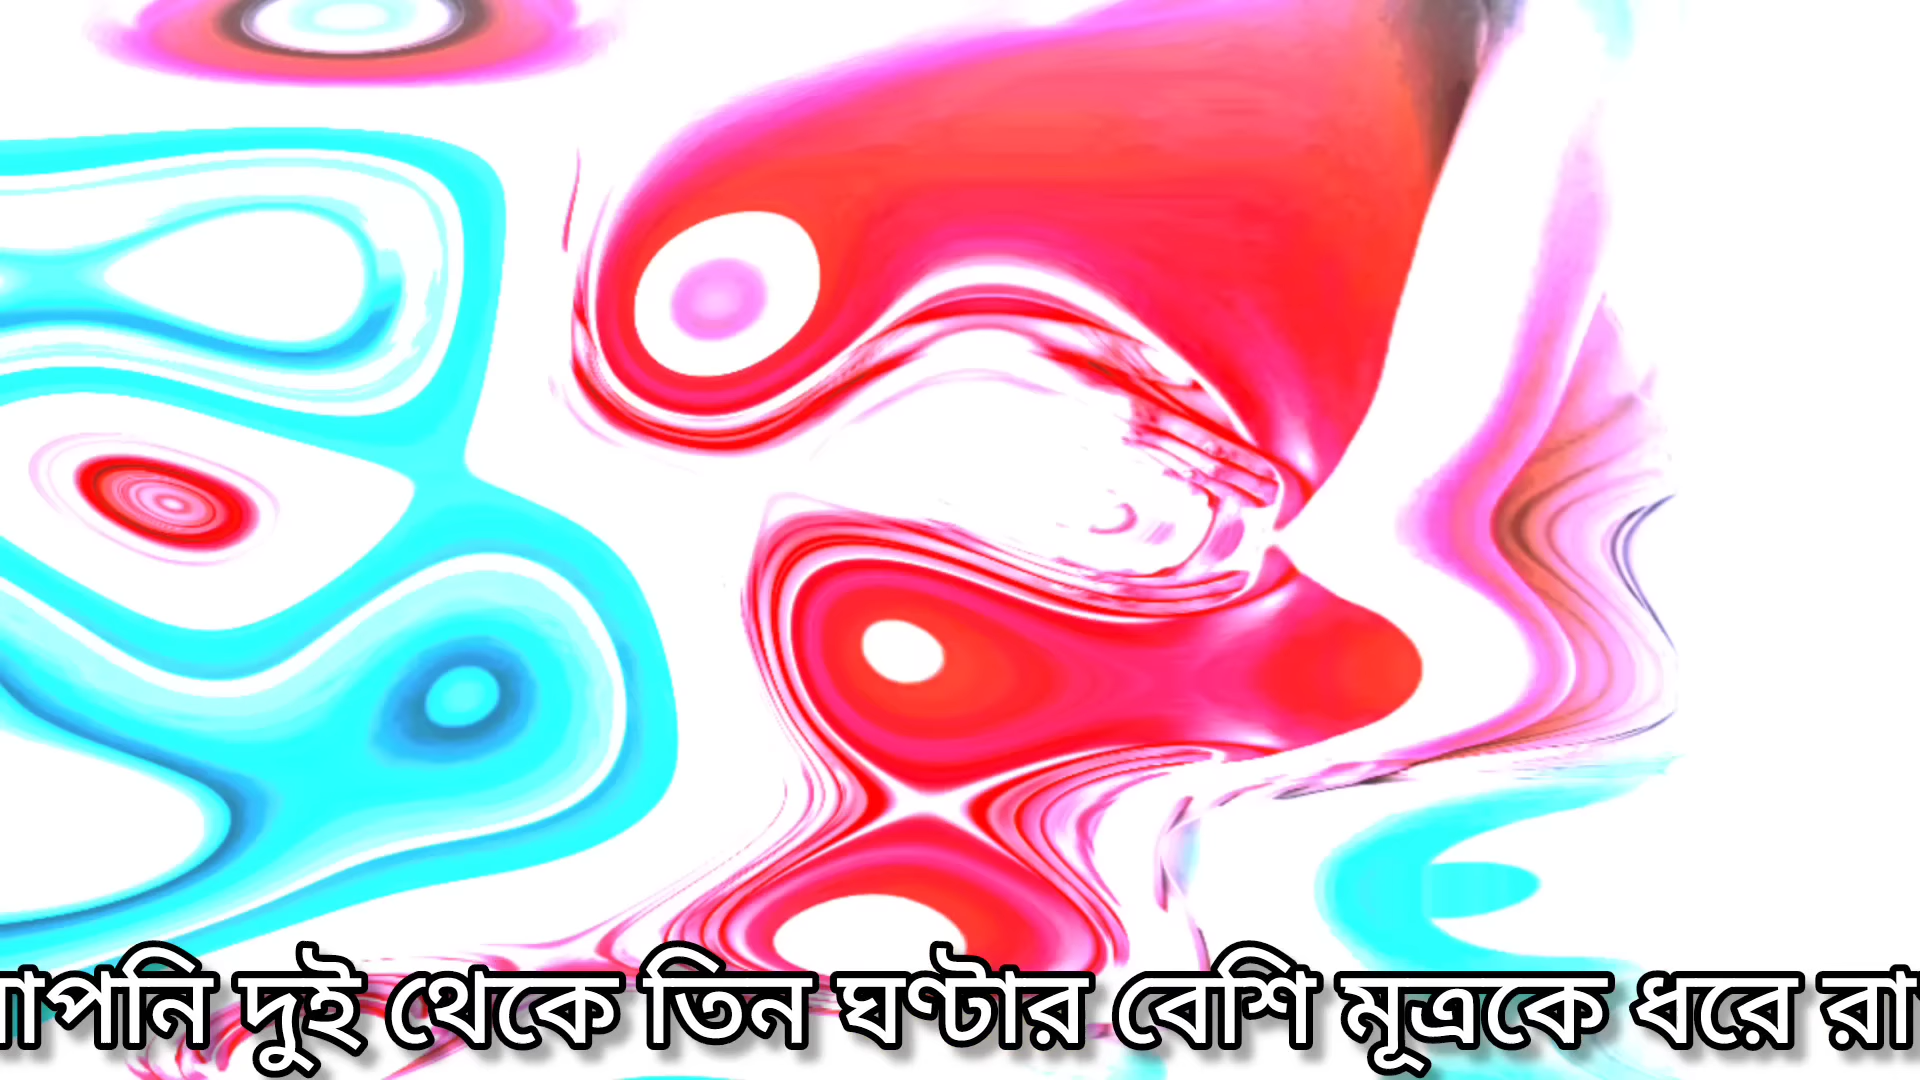 াপনি দুই থেকে তিন ঘণ্টার বেশি মূত্রকে ধরে রা